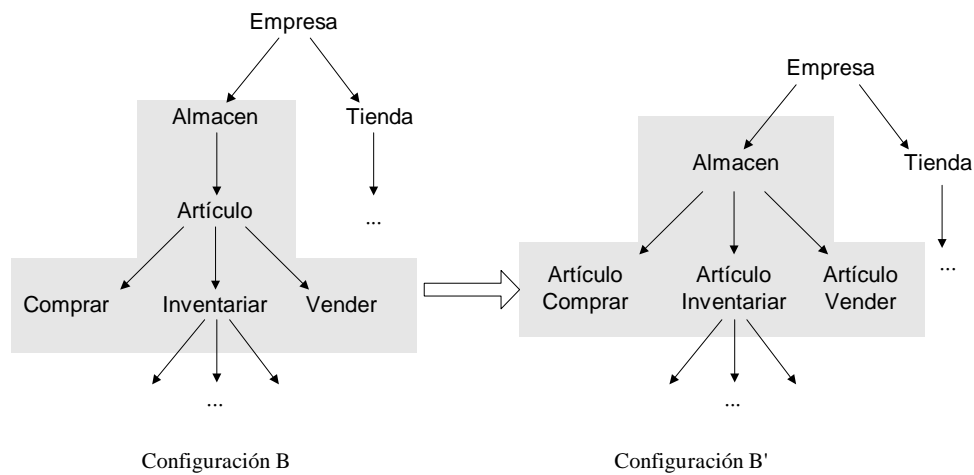 Empresa
Almacen
Tienda
Artículo
...
Comprar
Inventariar
Vender
...
Configuración B
Empresa
Almacen
Tienda
...
Artículo
Comprar
Artículo
Inventariar
Artículo
Vender
...
Configuración B'